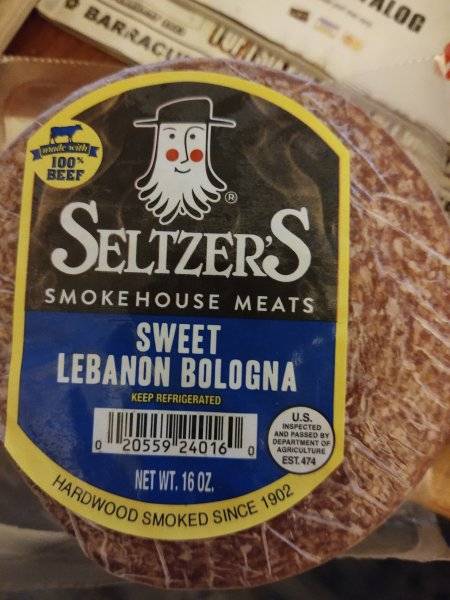 TALOG
BARRACU
made with
100%
BEEF
®
SELTZER'S
SMOKEHOUSE MEATS
SWEET
LEBANON BOLOGNA
KEEP REFRIGERATED
0 20559 24016 0
U.S.
INSPECTED
AND PASSED BY
DEPARTMENT OF
AGRICULTURE
EST. 474
NET WT. 16 OZ.
HARDWOOD SMOKED SINCE 1902